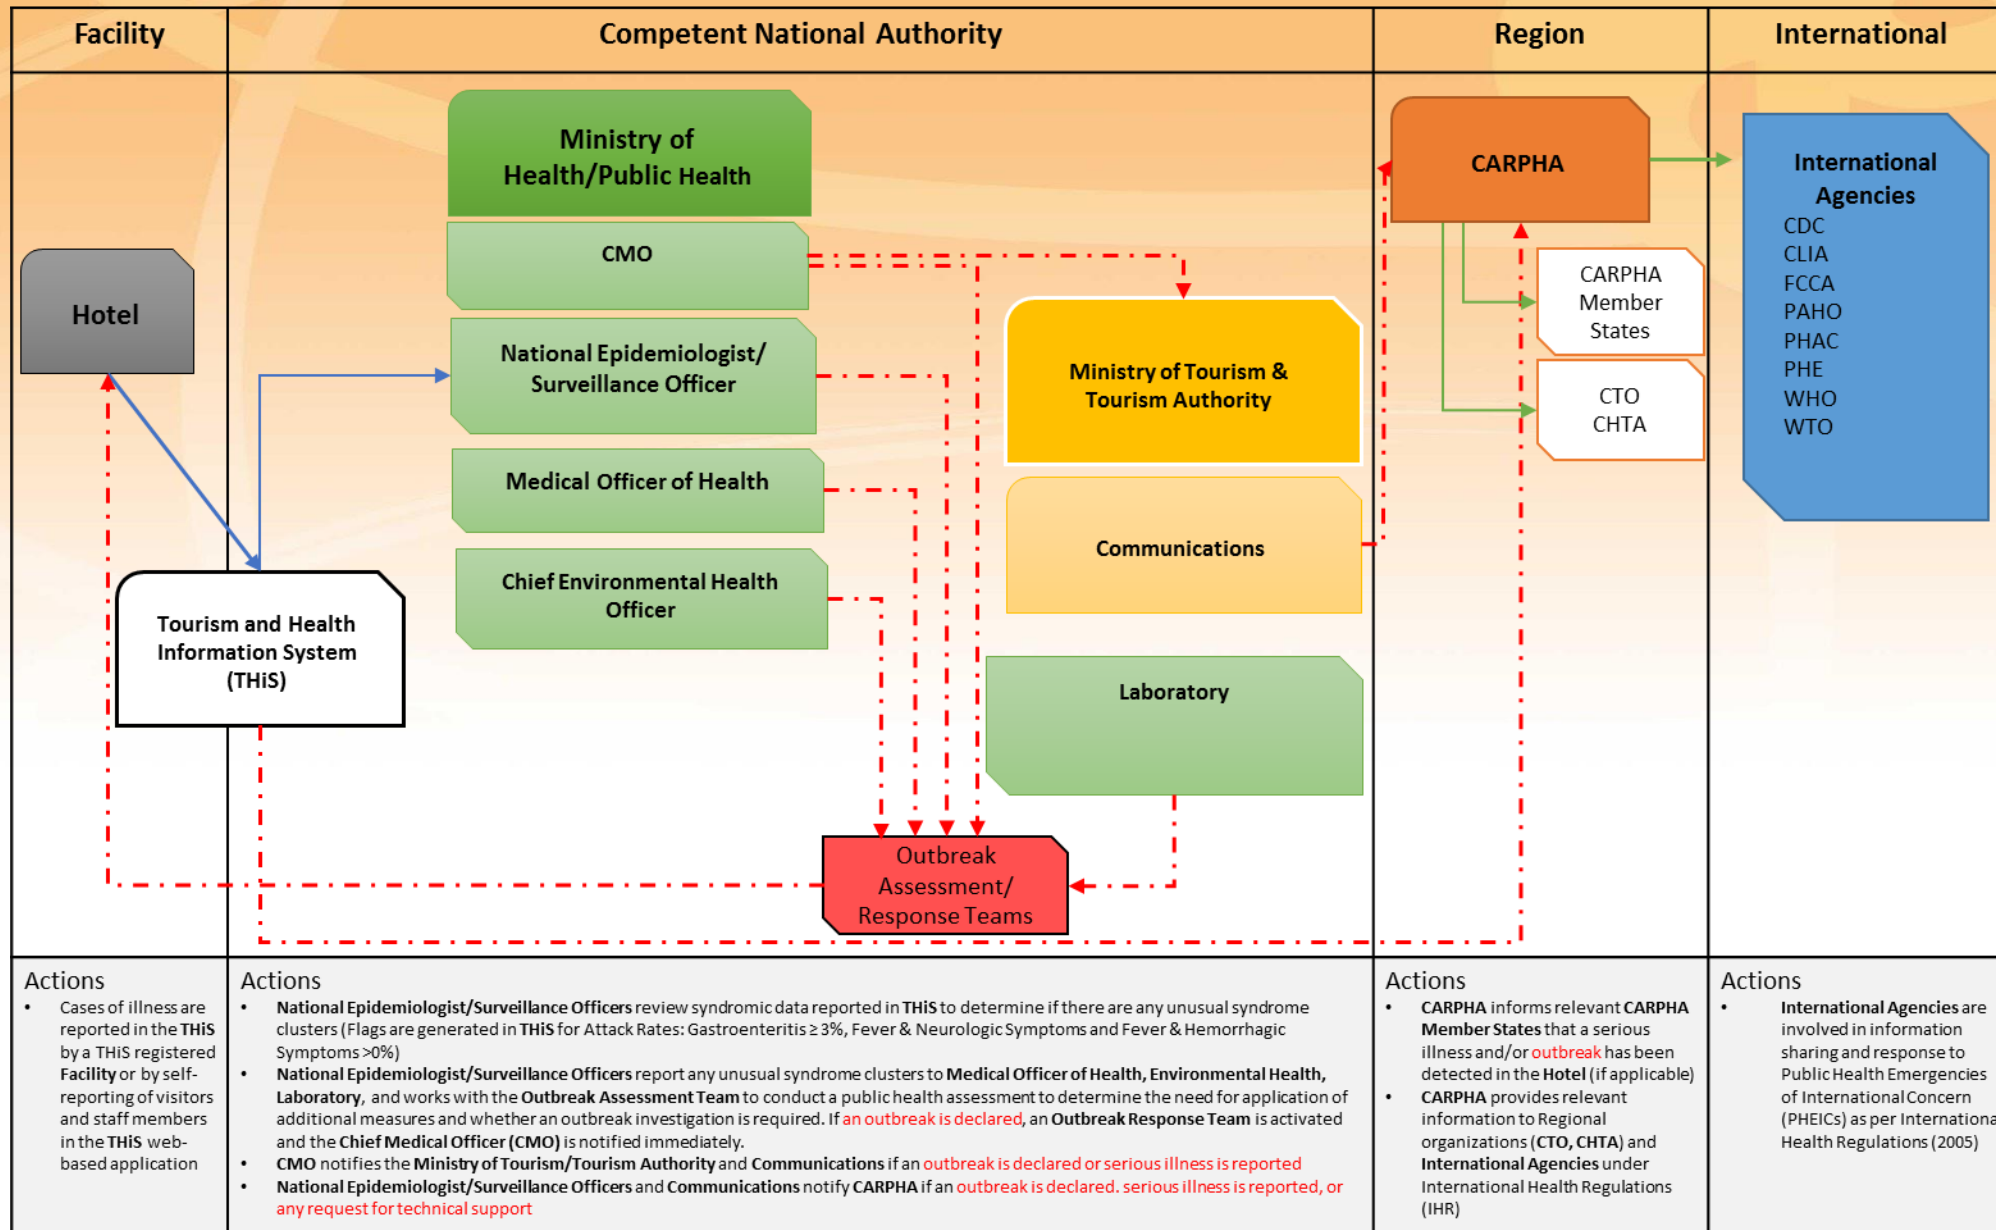 Facility
Competent National Authority
Region
International
Ministry of
Health/Public Health
CMO
National Epidemiologist/
Surveillance Officer
Medical Officer of Health
Chief Environmental Health
Officer
Hotel
Tourism and Health
Information System
(THiS)
Ministry of Tourism &
Tourism Authority
Communications
Laboratory
Outbreak
Assessment/
Response Teams
CARPHA
CARPHA
Member
States
CTO
CHTA
International
Agencies
CDC
CLIA
FCCA
PAHO
PHAC
PHE
WHO
WTO
Actions
• Cases of illness are
reported in the THiS
by a THiS registered
Facility or by self-
reporting of visitors
and staff members
in the THiS web-
based application
Actions
• National Epidemiologist/Surveillance Officers review syndromic data reported in THiS to determine if there are any unusual syndrome
clusters (Flags are generated in THiS for Attack Rates: Gastroenteritis ≥ 3%, Fever & Neurologic Symptoms and Fever & Hemorrhagic
Symptoms >0%)
• National Epidemiologist/Surveillance Officers report any unusual syndrome clusters to Medical Officer of Health, Environmental Health,
Laboratory, and works with the Outbreak Assessment Team to conduct a public health assessment to determine the need for application of
additional measures and whether an outbreak investigation is required. If an outbreak is declared, an Outbreak Response Team is activated
and the Chief Medical Officer (CMO) is notified immediately.
• CMO notifies the Ministry of Tourism/Tourism Authority and Communications if an outbreak is declared or serious illness is reported
• National Epidemiologist/Surveillance Officers and Communications notify CARPHA if an outbreak is declared. serious illness is reported, or
any request for technical support
Actions
• CARPHA informs relevant CARPHA
Member States that a serious
illness and/or outbreak has been
detected in the Hotel (if applicable)
• CARPHA provides relevant
information to Regional
organizations (CTO, CHTA) and
International Agencies under
International Health Regulations
(IHR)
Actions
• International Agencies are
involved in information
sharing and response to
Public Health Emergencies
of International Concern
(PHEICs) as per Internationa
Health Regulations (2005)